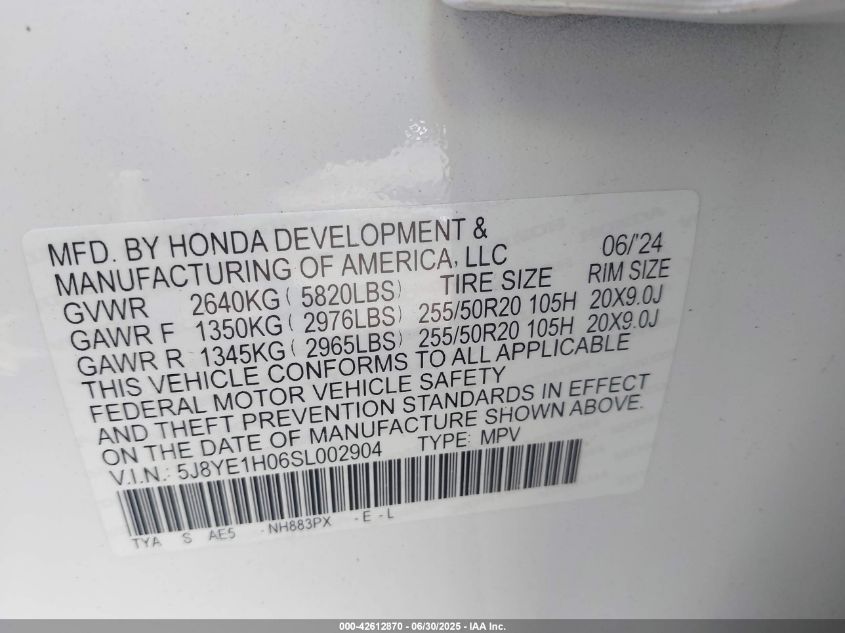 MFD. BY HONDA DEVELOPMENT & 06/'24
MANUFACTURING OF AMERICA, LLC
TIRE SIZE RIM SIZE
GVWR 2640KG ( 5820LBS)
GAWR F 1350KG ( 2976LBS) 255/50R20 105H 20X9.0J
GAWR R 1345KG ( 2965LBS) 255/50R20 105H 20X9.0J
THIS VEHICLE CONFORMS TO ALL APPLICABLE
FEDERAL MOTOR VEHICLE SAFETY
AND THEFT PREVENTION STANDARDS IN EFFECT
ON THE DATE OF MANUFACTURE SHOWN ABOVE.
V.I.N.: 5J8YE1H06SL002904 TYPE: MPV
TYA S AE5 -NH883PX -E -L
000-42612870 - 06/30/2025 - IAA Inc.